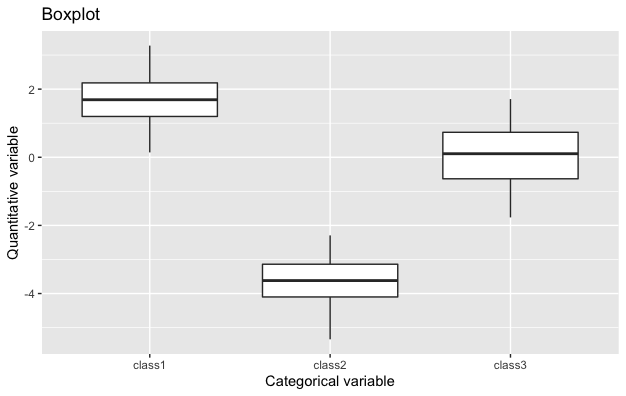 Boxplot
Quantitative variable
2
0
-2
-4
class1 class2 class3
Categorical variable